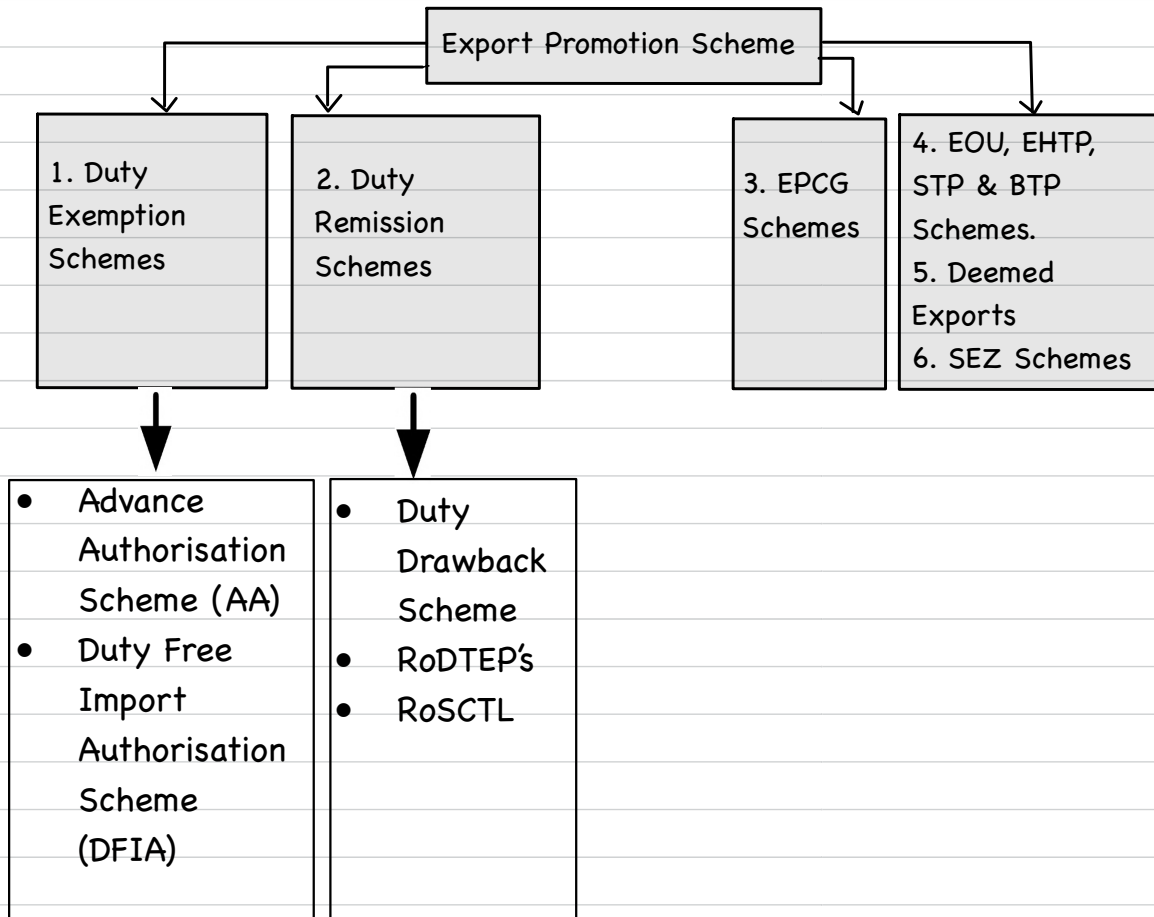 Export Promotion Scheme
1. Duty
Exemption
Schemes
2. Duty
Remission
Schemes
3. EPCG
Schemes
4. EOU, EHTP,
STP & BTP
Schemes.
5. Deemed
Exports
6. SEZ Schemes
• Advance
Authorisation
Scheme (AA)
• Duty Free
Import
Authorisation
Scheme
(DFIA)
• Duty
Drawback
Scheme
• RoDTEP's
• RoSCTL